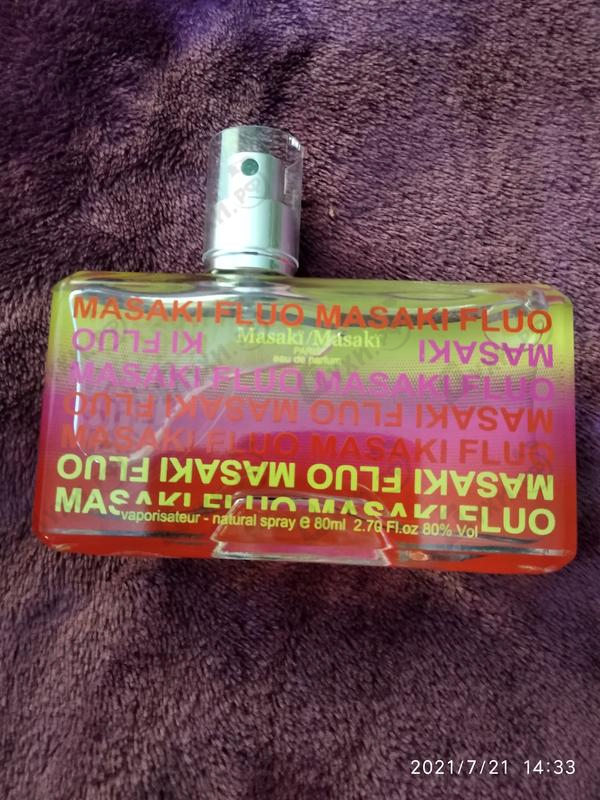 MASAKI FLUO MASAKI FLUO
MASAKI KI FLUO
Masaki/Masaki
PARIS
eau de parfum
MASAKI FLUO MASAKI FLUO
MASAKI FLUO MASAKI FLUO
MASAKI FLUO MASAKI FLUO
MASAKI FLUO MASAKI FLUO
MASAKI FLUO MASAKI FLUO
vaporisateur - natural spray e 80ml 2.79 Fl.oz 80% Vol
2021/7/21 14:33